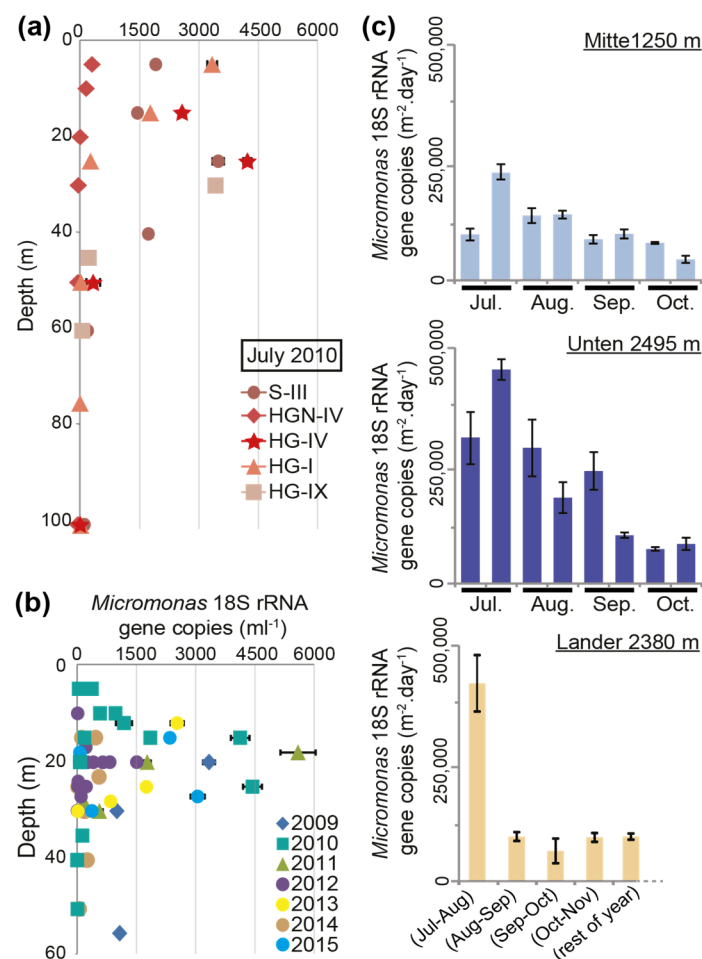 (a)
0 1500 3000 4500 6000
0
20
40
60
80
100
Depth (m)
July 2010
S-III
HGN-IV
HG-IV
HG-I
HG-IX
(b)
Micromonas 18S rRNA
gene copies (ml-1)
0 1500 3000 4500 6000
0
20
40
60
Depth (m)
2009
2010
2011
2012
2013
2014
2015
(c)
Mitte1250 m
Micromonas 18S rRNA
gene copies (m-2.day-1)
500,000
250,000
0
Jul. Aug. Sep. Oct.
Unten 2495 m
Micromonas 18S rRNA
gene copies (m-2.day-1)
500,000
250,000
0
Jul. Aug. Sep. Oct.
Lander 2380 m
Micromonas 18S rRNA
gene copies (m-2.day-1)
500,000
250,000
0
(Jul-Aug)
(Aug-Sep)
(Sep-Oct)
(Oct-Nov)
(rest of year)